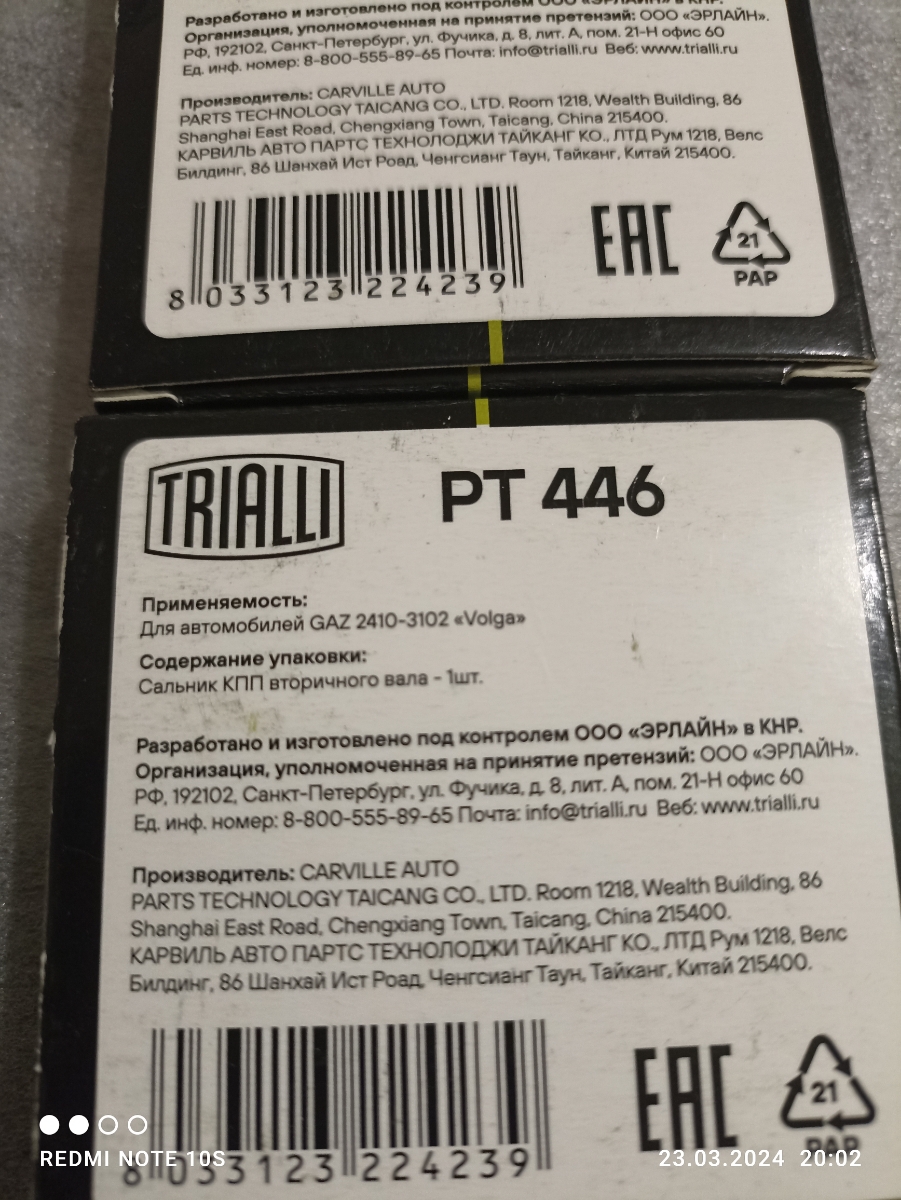 Разработано и изготовлено под контролем ООО «ЭРЛАЙН» в КНР.
Организация, уполномоченная на принятие претензий: ООО «ЭРЛАЙН».
РФ, 192102, Санкт-Петербург, ул. Фучика, д. 8, лит. А, пом. 21-Н офис 60
Ед. инф. номер: 8-800-555-89-65 Почта: info@trialli.ru Веб: www.trialli.ru
Производитель: CARVILLE AUTO
PARTS TECHNOLOGY TAICANG CO., LTD. Room 1218, Wealth Building, 86
Shanghai East Road, Chengxiang Town, Taicang, China 215400.
КАРВИЛЬ АВТО ПАРТС ТЕХНОЛОДЖИ ТАЙКАНГ КО., ЛТД Рум 1218, Велс
Билдинг, 86 Шанхай Ист Роад, Ченгсианг Таун, Тайканг, Китай 215400.
8 033123 224239
EAC
21
PAP
TRIALLI
PT 446
Применяемость:
Для автомобилей GAZ 2410-3102 «Volga»
Содержание упаковки:
Сальник КПП вторичного вала - 1шт.
Разработано и изготовлено под контролем ООО «ЭРЛАЙН» в КНР.
Организация, уполномоченная на принятие претензий: ООО «ЭРЛАЙН».
РФ, 192102, Санкт-Петербург, ул. Фучика, д. 8, лит. А, пом. 21-Н офис 60
Ед. инф. номер: 8-800-555-89-65 Почта: info@trialli.ru Веб: www.trialli.ru
Производитель: CARVILLE AUTO
PARTS TECHNOLOGY TAICANG CO., LTD. Room 1218, Wealth Building, 86
Shanghai East Road, Chengxiang Town, Taicang, China 215400.
КАРВИЛЬ АВТО ПАРТС ТЕХНОЛОДЖИ ТАЙКАНГ КО., ЛТД Рум 1218, Велс
Билдинг, 86 Шанхай Ист Роад, Ченгсианг Таун, Тайканг, Китай 215400.
8 033123 224239
EAC
21
PAP
REDMI NOTE 10S
23.03.2024 20:02